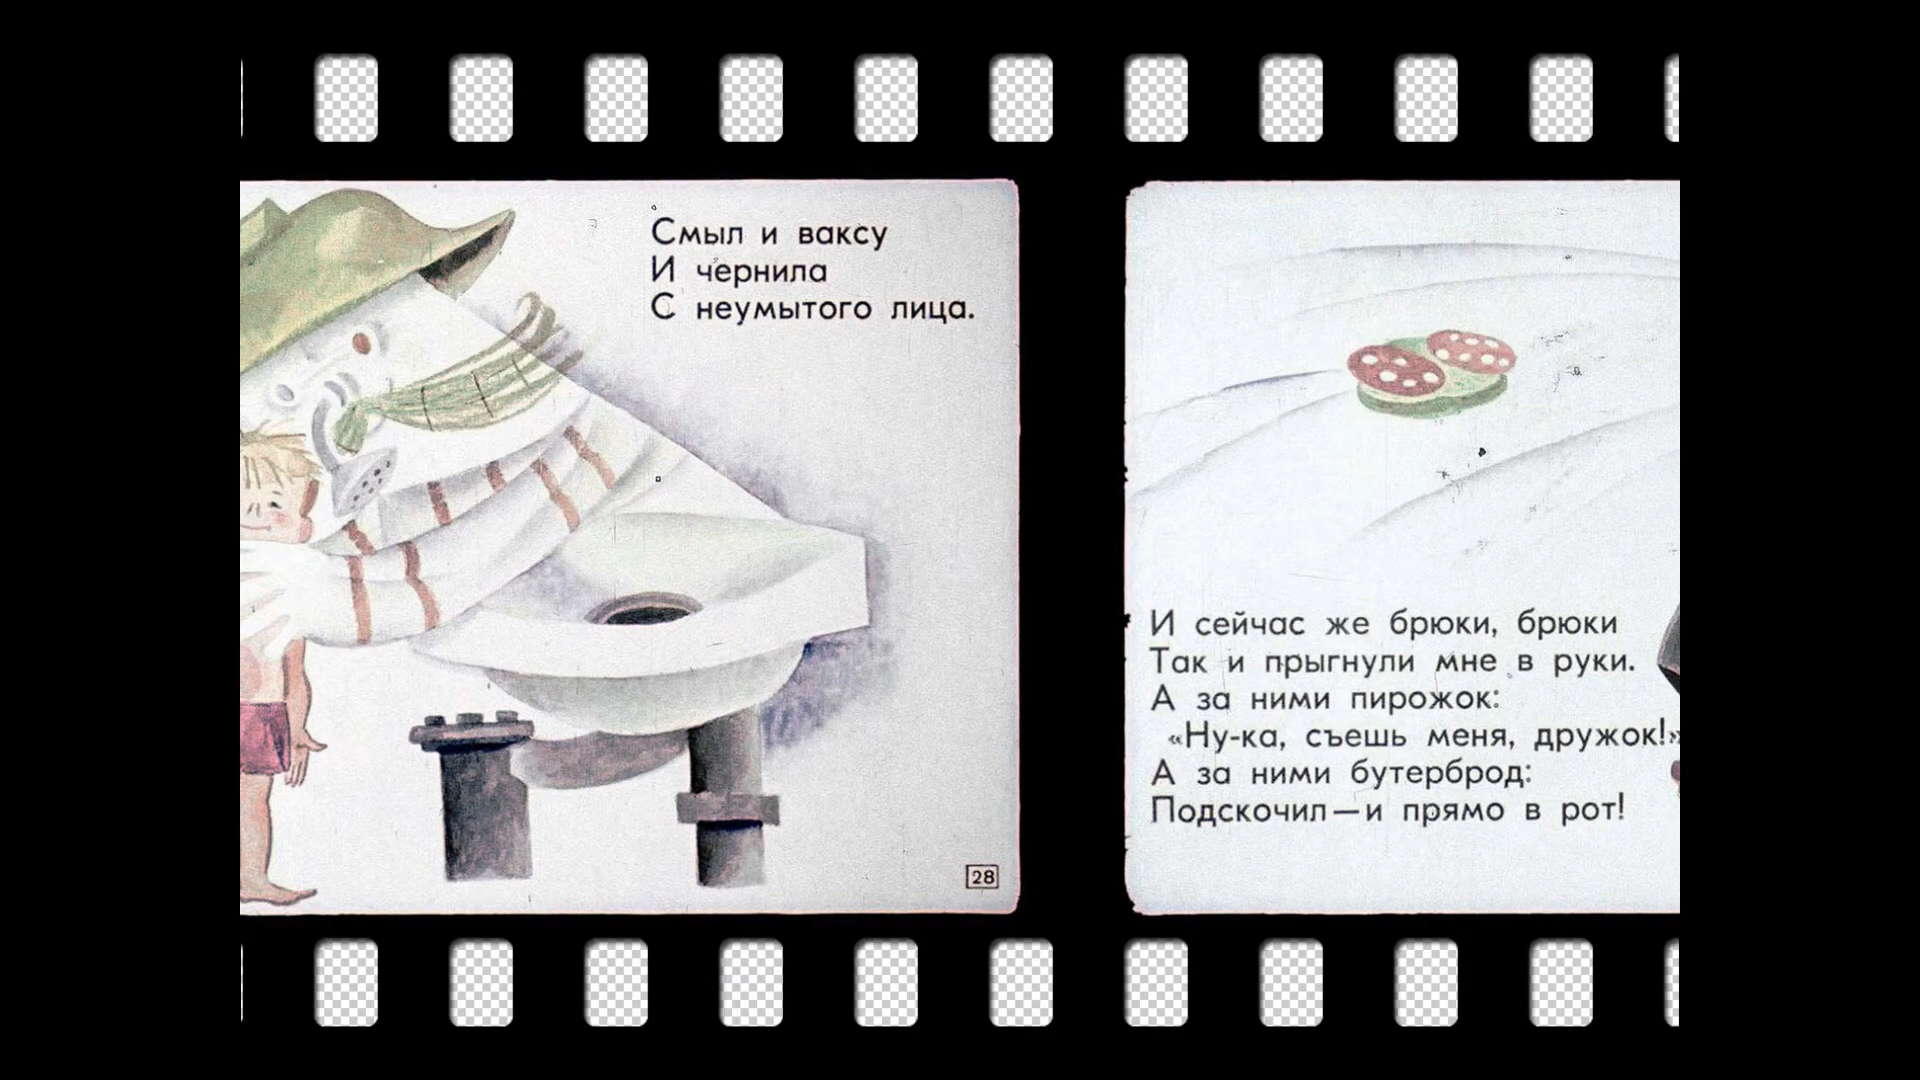 Смыл и ваксу
И чернила
С неумытого лица.
28
И сейчас же брюки, брюки
Так и прыгнули мне в руки.
А за ними пирожок:
«Ну-ка, съешь меня, дружок!»
А за ними бутерброд:
Подскочил—и прямо в рот!